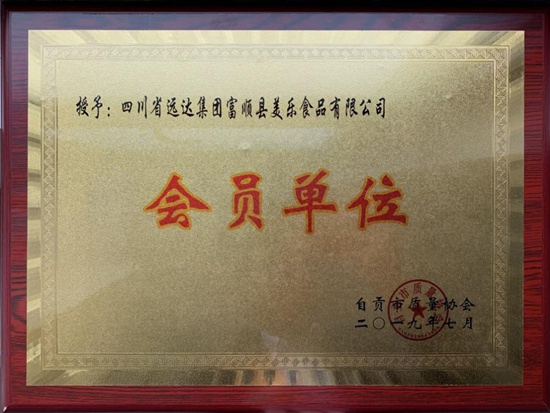 授予：四川省远达集团富顺县美乐食品有限公司
会员单位
自贡市质量协会
二〇一九年七月